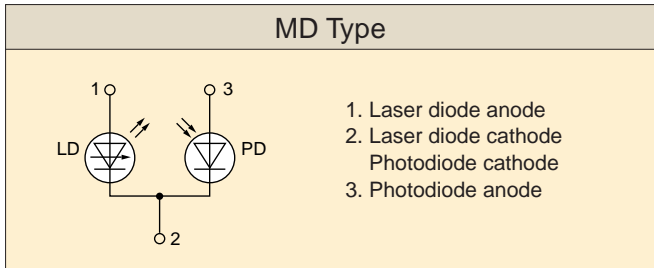 MD Type
1
3
LD
PD
2
1. Laser diode anode
2. Laser diode cathode
Photodiode cathode
3. Photodiode anode